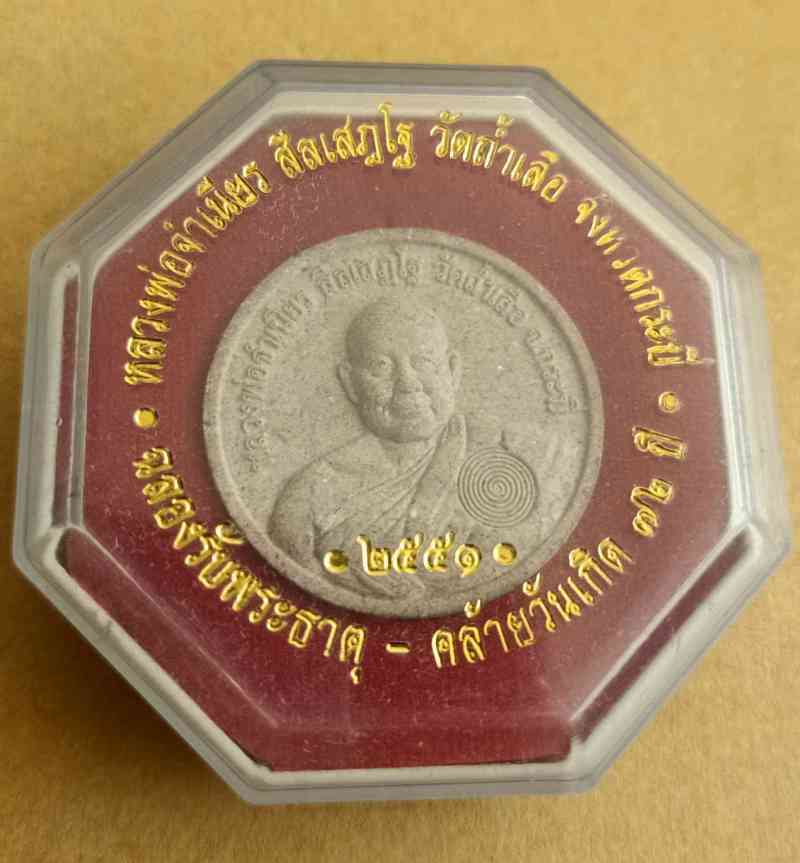 หลวงพ่อจำเนียร สีลเสฏโฐ วัดถ้ำเสือ จังหวัดกระบี่
ฉลองรับพระธาตุ - คล้ายวันเกิด ๗๒ ปี
หลวงพ่อจำเนียร สีลเสฏโฐ วัดถ้ำเสือ จ.กระบี่
• ๒๕๕๑ •